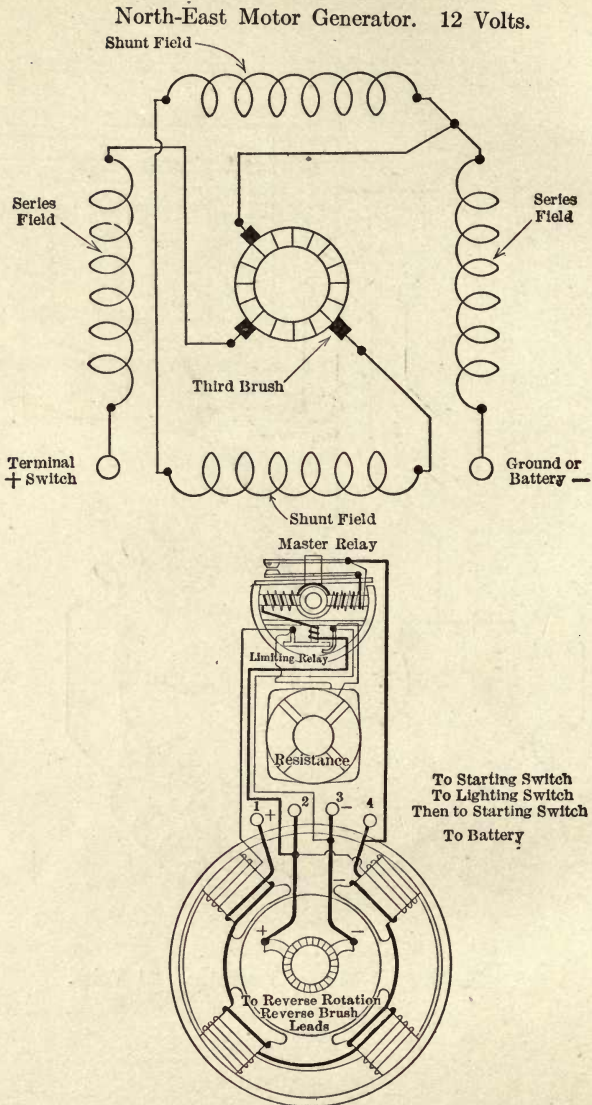 North-East Motor Generator. 12 Volts.
Shunt Field
Series
Field
Series
Field
Third Brush
Terminal
+ Switch
Ground or
Battery —
Shunt Field
Master Relay
Limiting Relay
Resistance
To Starting Switch
To Lighting Switch
Then to Starting Switch
To Battery
1 + 2 3 – 4
–
+ –
To Reverse Rotation
Reverse Brush
Leads